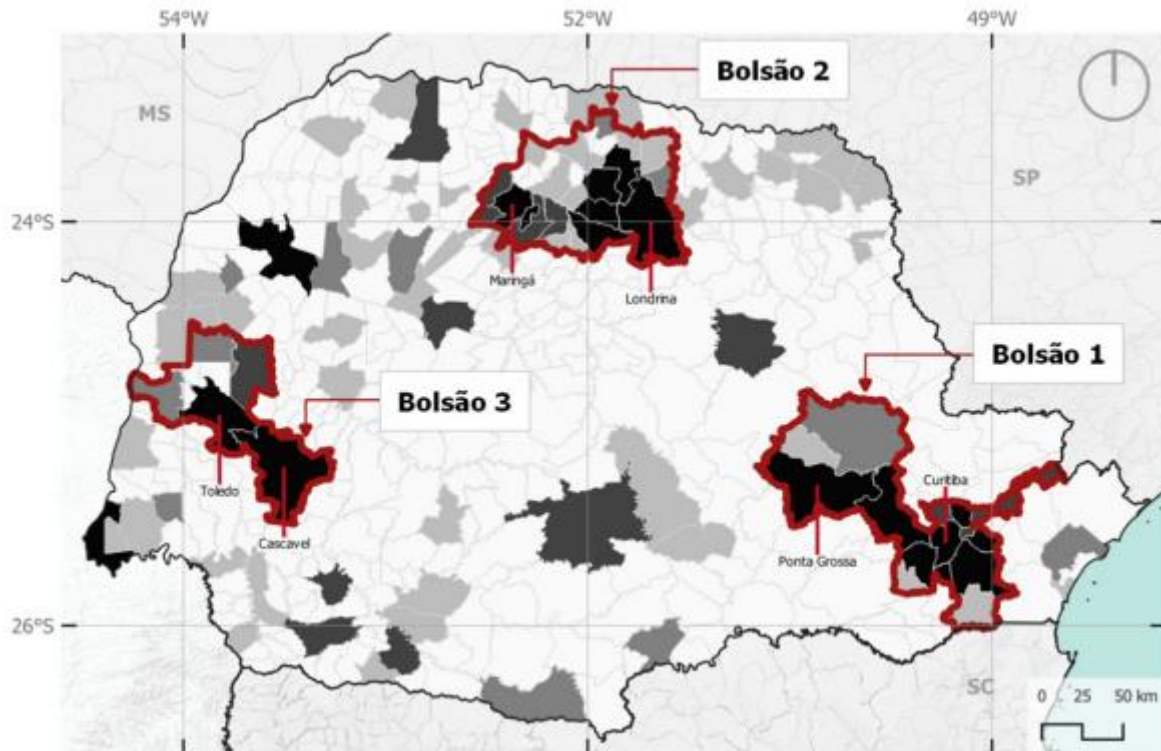 54°W
52°W
49°W
Bolsão 2
MS
SP
24°S
Maringá
Londrina
Bolsão 1
Bolsão 3
Toledo
Curitiba
Cascavel
Ponta Grossa
26°S
SC
0 25 50 km